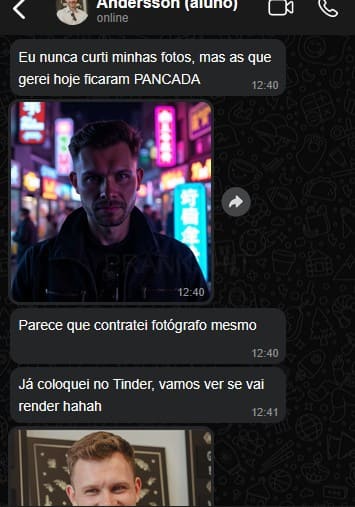 Andersson (aluno)
online
Eu nunca curti minhas fotos, mas as que
gerei hoje ficaram PANCADA
12:40
12:40
Parece que contratei fotógrafo mesmo
12:40
Já coloquei no Tinder, vamos ver se vai
render hahah
12:41